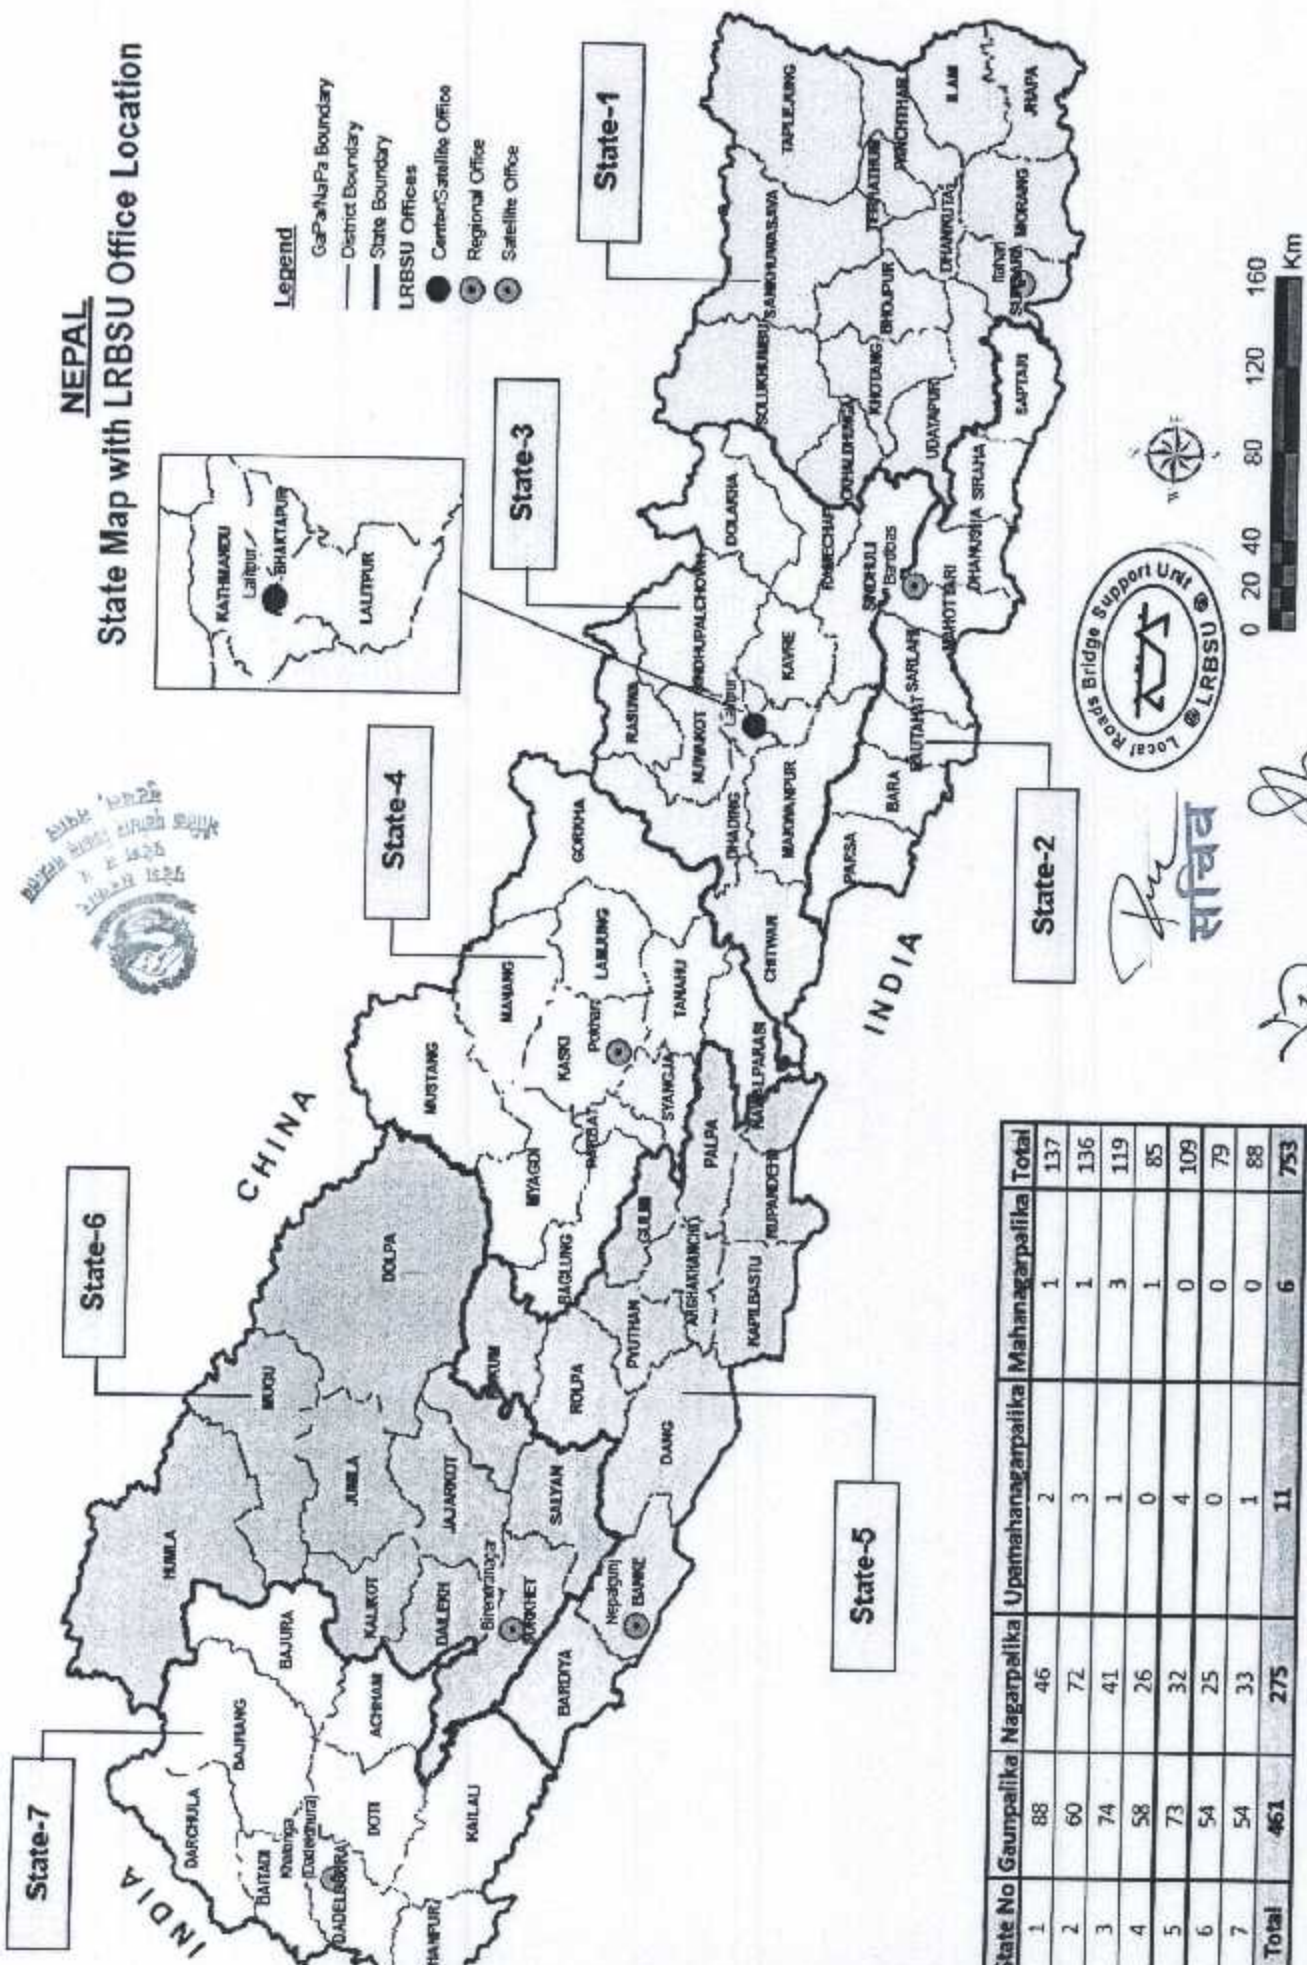 NEPAL
State Map with LRBSU Office Location
Legend
GaPa/NaPa Boundary
District Boundary
State Boundary
LRBSU Offices
Center/Satellite Office
Regional Office
Satellite Office
KATHMANDU
Lalitpur
BHAKTAPUR
LALITPUR
State-7
State-6
State-4
State-3
State-1
State-5
State-2
INDIA
CHINA
INDIA
DARCHULA
BAJHANG
HUMLA
BAITADI
Khalanga
(Dadeldhura)
DADELDHURA
BAJURA
DOTI
ACHHAM
KAILALI
HANPUR
MUGU
JUMLA
KALIKOT
DOLPA
DAILEKH
JAJARKOT
Birendranagar
SURKHET
SALYAN
BARDIYA
Nepalgunj
BANKE
DANG
RUKUM
ROLPA
PYUTHAN
GULMI
ARGHAKHANCHI
PALPA
KAPILBASTU
RUPANDEHI
NAWALPARASI
MUSTANG
MANANG
MYAGDI
BAGLUNG
PARBAT
KASKI
Pokhara
LAMJUNG
GORKHA
SYANGJA
TANAHU
CHITWAN
RASUWA
NUWAKOT
DHADING
SINDHUPALCHOWK
Lalitpur
KAVRE
MAKWANPUR
DOLAKHA
RAMECHAP
SINDHULI
Bardibas
PARSA
BARA
RAUTAHAT
SARLAHI
MAHOTTARI
DHANUSHA
SIRAHA
SAPTARI
SOLUKHUMBU
OKHALDHUNGA
KHOTANG
UDAYAPUR
SANKHUWASAVA
BHOJPUR
TAPLEJUNG
TERHATHUM
PANCHTHAR
DHANKUTA
ILAM
Itahari
SUNSARI
MORANG
JHAPA
Local Roads Bridge Support Unit
LRBSU
सचिव
0 20 40 80 120 160
Km
State No Gaunpalika Nagarpalika Upamahanagarpalika Mahanagarpalika Total
1 88 46 2 1 137
2 60 72 3 1 136
3 74 41 1 3 119
4 58 26 0 1 85
5 73 32 4 0 109
6 54 25 0 0 79
7 54 33 1 0 88
Total 461 275 11 6 753